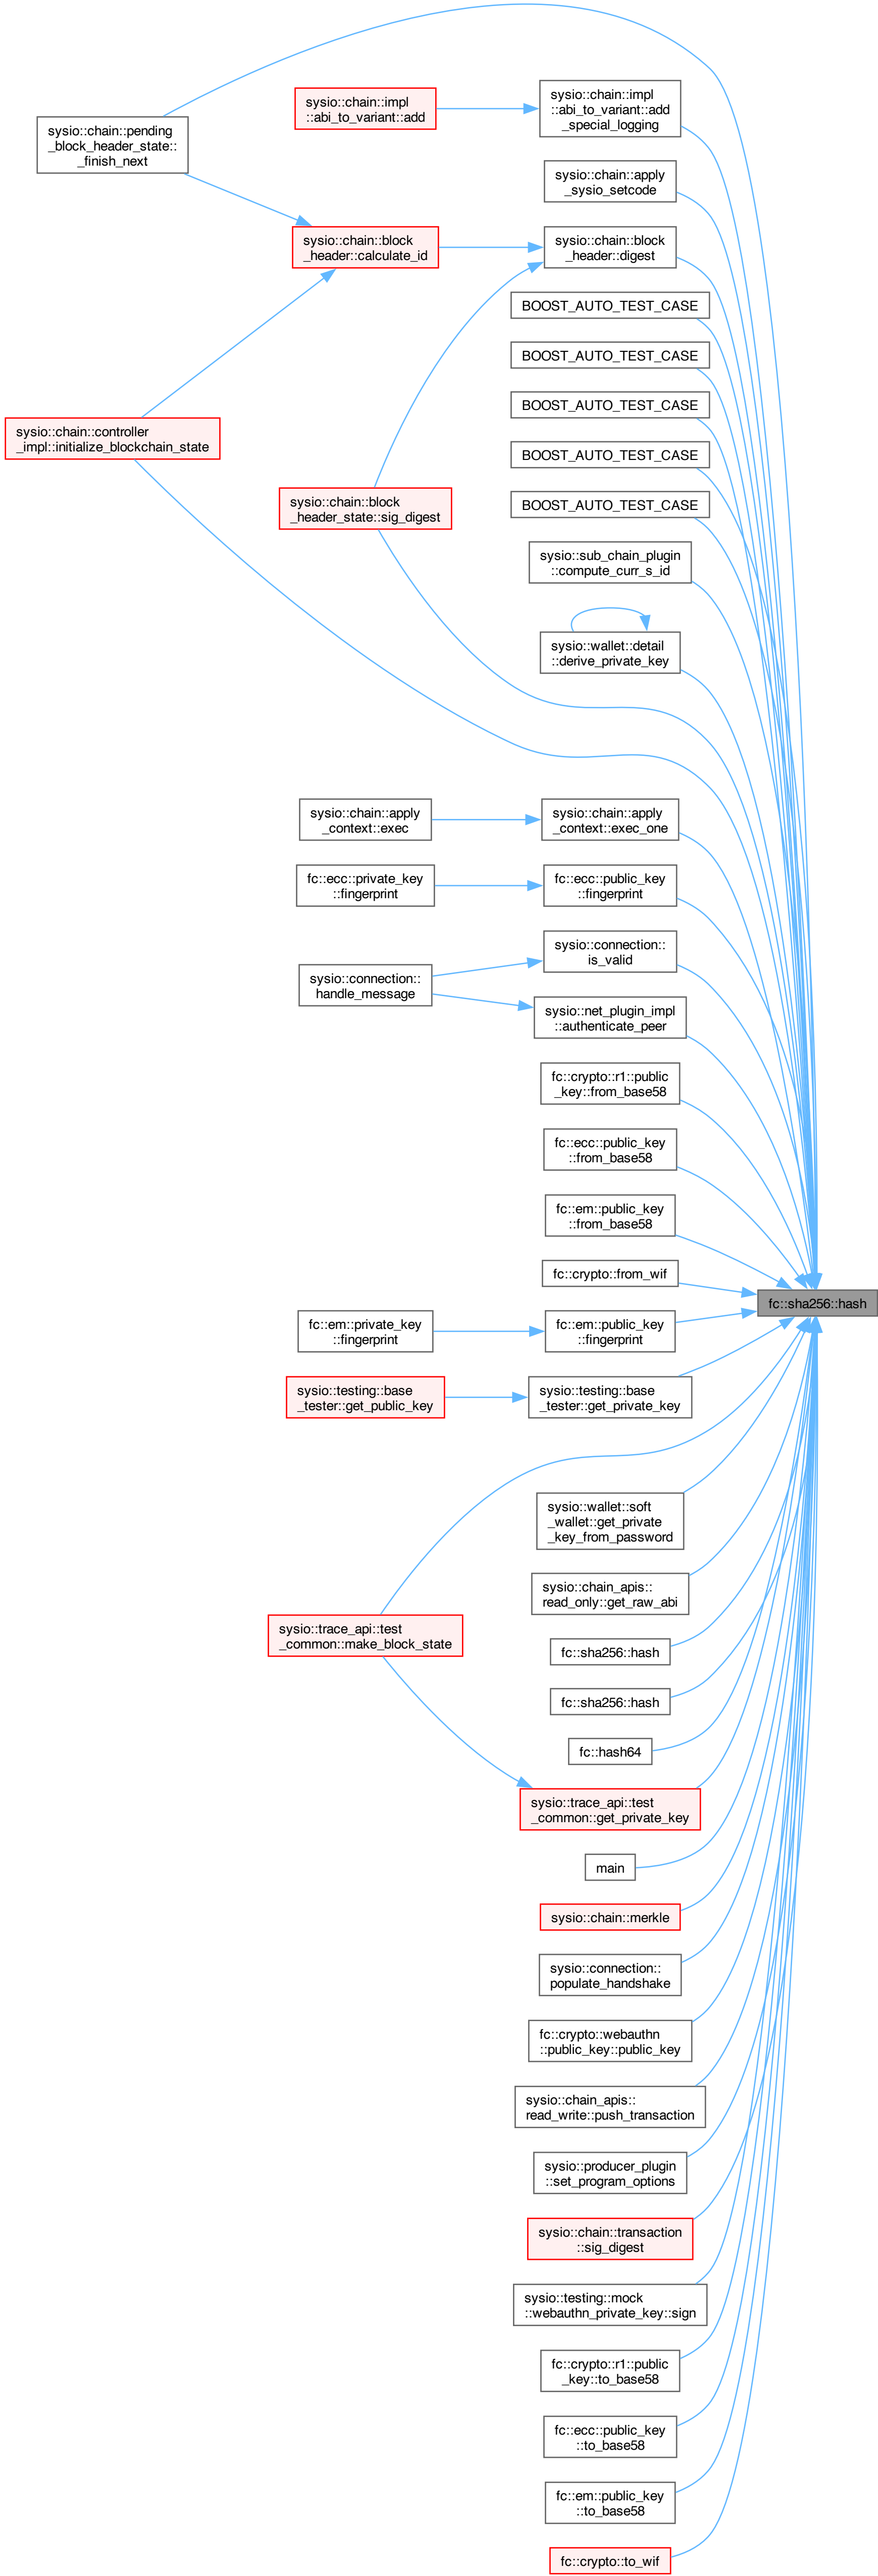 sysio::chain::pending
_block_header_state::
_finish_next
sysio::chain::impl
::abi_to_variant::add
sysio::chain::impl
::abi_to_variant::add
_special_logging
sysio::chain::apply
_sysio_setcode
sysio::chain::block
_header::calculate_id
sysio::chain::block
_header::digest
BOOST_AUTO_TEST_CASE
BOOST_AUTO_TEST_CASE
BOOST_AUTO_TEST_CASE
sysio::chain::controller
_impl::initialize_blockchain_state
BOOST_AUTO_TEST_CASE
sysio::chain::block
_header_state::sig_digest
BOOST_AUTO_TEST_CASE
sysio::sub_chain_plugin
::compute_curr_s_id
sysio::wallet::detail
::derive_private_key
sysio::chain::apply
_context::exec
sysio::chain::apply
_context::exec_one
fc::ecc::private_key
::fingerprint
fc::ecc::public_key
::fingerprint
sysio::connection::
is_valid
sysio::connection::
handle_message
sysio::net_plugin_impl
::authenticate_peer
fc::crypto::r1::public
_key::from_base58
fc::ecc::public_key
::from_base58
fc::em::public_key
::from_base58
fc::crypto::from_wif
fc::sha256::hash
fc::em::private_key
::fingerprint
fc::em::public_key
::fingerprint
sysio::testing::base
_tester::get_public_key
sysio::testing::base
_tester::get_private_key
sysio::wallet::soft
_wallet::get_private
_key_from_password
sysio::chain_apis::
read_only::get_raw_abi
sysio::trace_api::test
_common::make_block_state
fc::sha256::hash
fc::sha256::hash
fc::hash64
sysio::trace_api::test
_common::get_private_key
main
sysio::chain::merkle
sysio::connection::
populate_handshake
fc::crypto::webauthn
::public_key::public_key
sysio::chain_apis::
read_write::push_transaction
sysio::producer_plugin
::set_program_options
sysio::chain::transaction
::sig_digest
sysio::testing::mock
::webauthn_private_key::sign
fc::crypto::r1::public
_key::to_base58
fc::ecc::public_key
::to_base58
fc::em::public_key
::to_base58
fc::crypto::to_wif